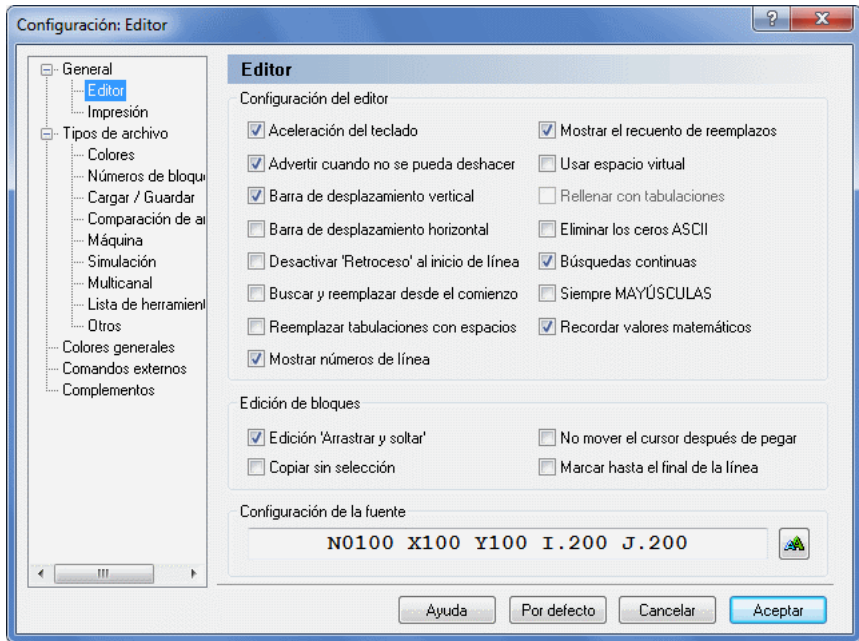 Configuración: Editor
General
Editor
Impresión
Tipos de archivo
Colores
Números de bloqu
Cargar / Guardar
Comparación de ar
Máquina
Simulación
Multicanal
Lista de herramient
Otros
Colores generales
Comandos externos
Complementos
Editor
Configuración del editor
Aceleración del teclado
Mostrar el recuento de reemplazos
Advertir cuando no se pueda deshacer
Usar espacio virtual
Barra de desplazamiento vertical
Rellenar con tabulaciones
Barra de desplazamiento horizontal
Eliminar los ceros ASCII
Desactivar 'Retroceso' al inicio de línea
Búsquedas continuas
Buscar y reemplazar desde el comienzo
Siempre MAYÚSCULAS
Reemplazar tabulaciones con espacios
Recordar valores matemáticos
Mostrar números de línea
Edición de bloques
Edición 'Arrastrar y soltar'
No mover el cursor después de pegar
Copiar sin selección
Marcar hasta el final de la línea
Configuración de la fuente
N0100 X100 Y100 I.200 J.200
Ayuda
Por defecto
Cancelar
Aceptar